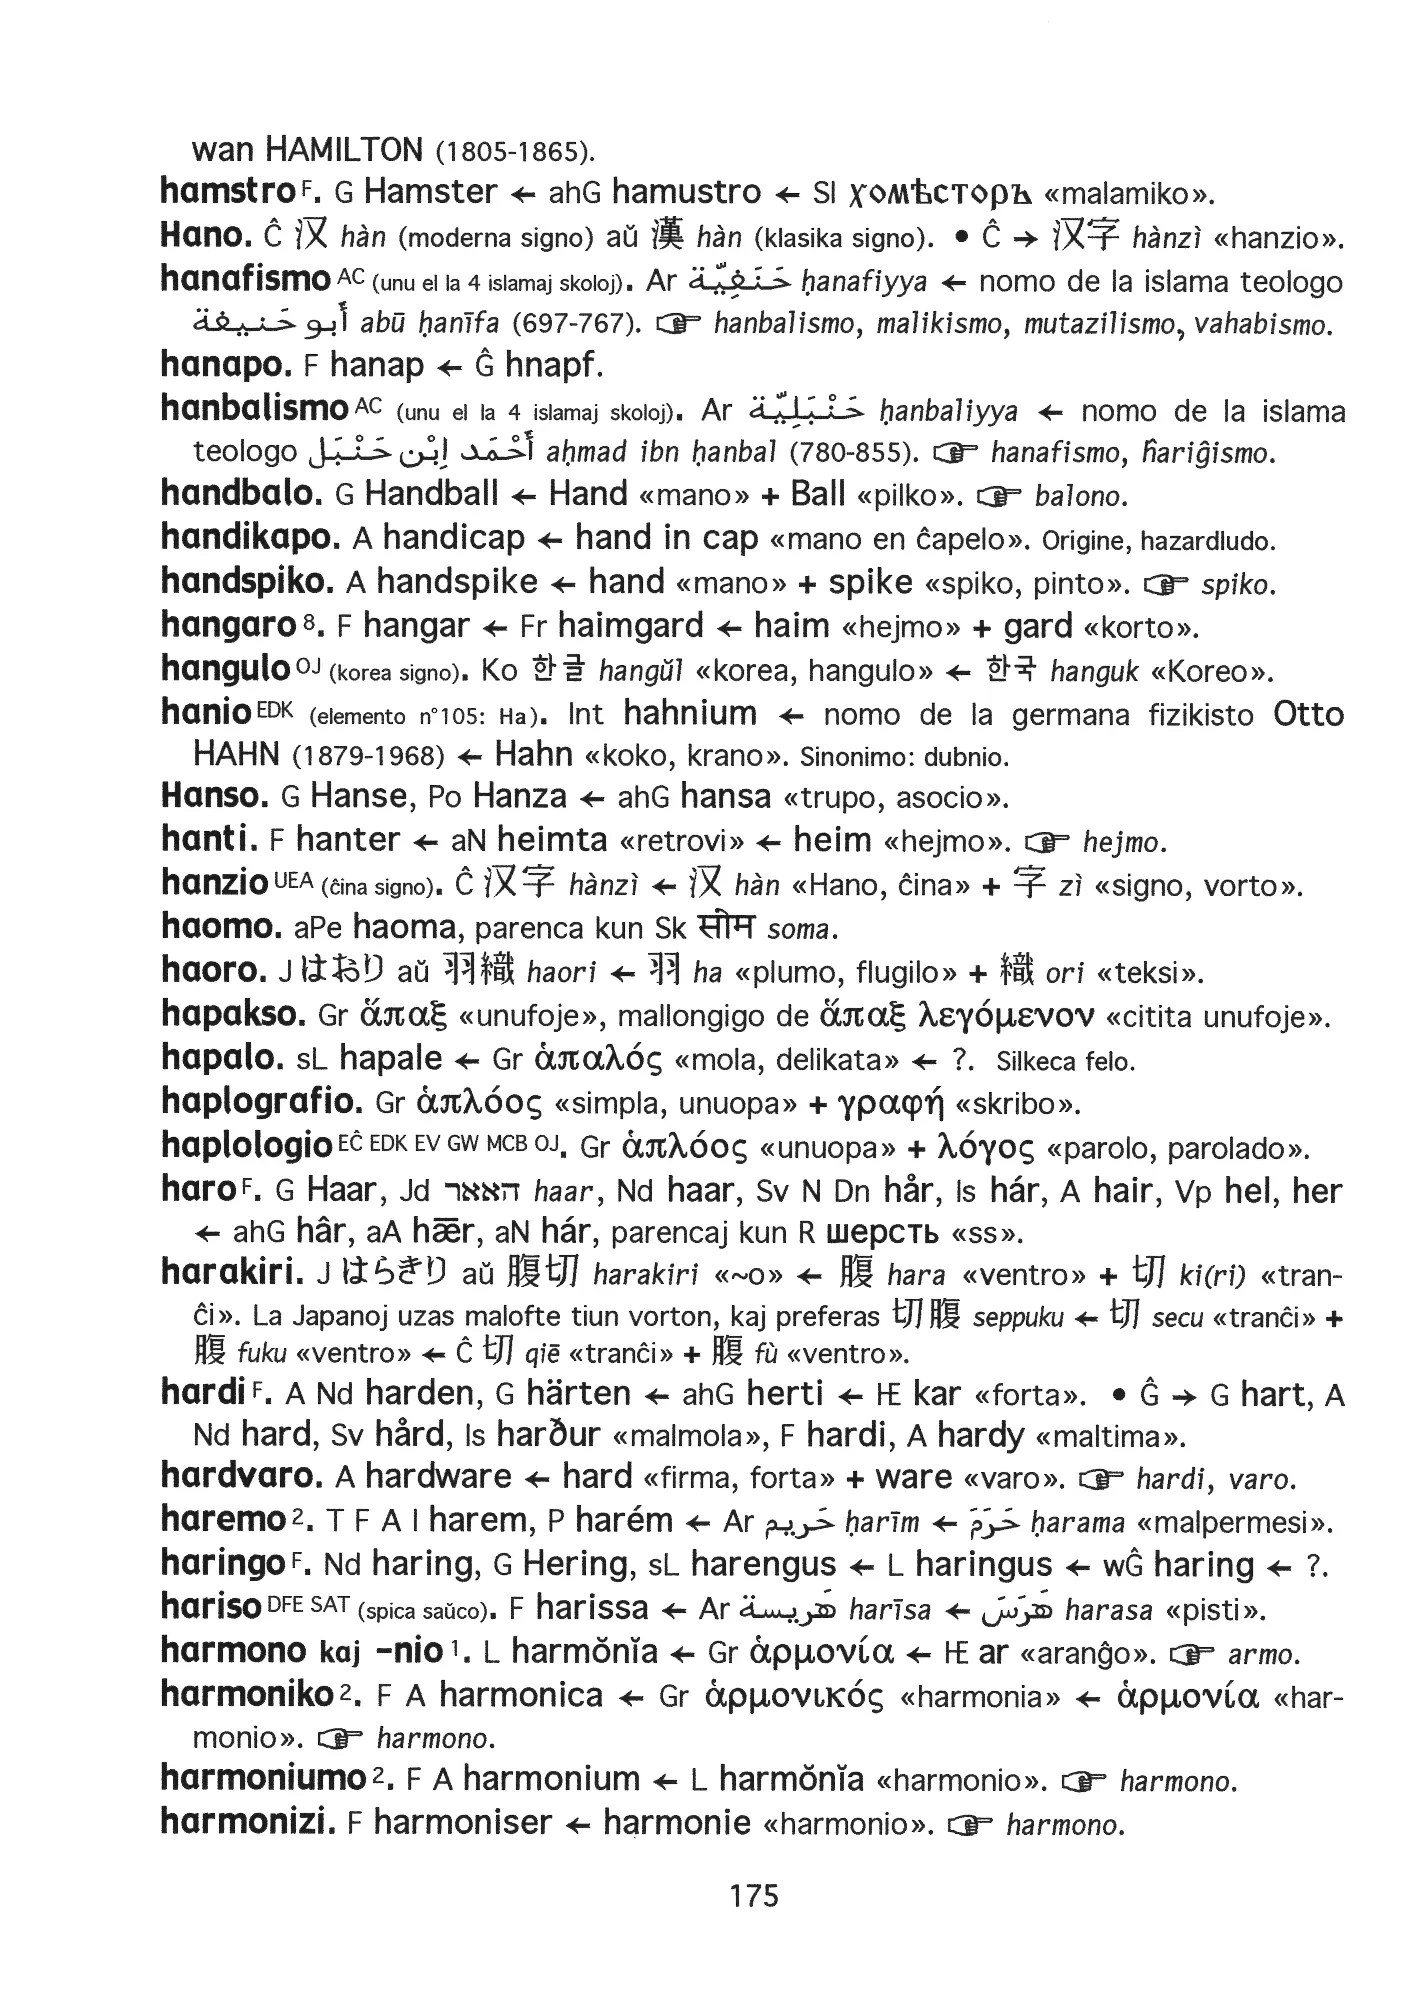 wan HAMILTON (1805-1865).
hamstro F. G Hamster ← ahG hamustro ← Sl хомѣсторъ «malamiko».
Hano. Ĉ 汉 hàn (moderna signo) aŭ 漢 hàn (klasika signo). • Ĉ → 汉字 hànzì «hanzio».
hanafismo AC (unu el la 4 islamaj skoloj). Ar حَنَفِيّة ḥanafiyya ← nomo de la islama teologo
أبو حَنيفة abū ḥanīfa (697-767). ☞ hanbalismo, malikismo, mutazilismo, vahabismo.
hanapo. F hanap ← Ĝ hnapf.
hanbalismo AC (unu el la 4 islamaj skoloj). Ar حَنْبَلِيّة ḥanbaliyya ← nomo de la islama
teologo أَحْمَد اِبْن حَنْبَل aḥmad ibn ḥanbal (780-855). ☞ hanafismo, ĥariĝismo.
handbalo. G Handball ← Hand «mano» + Ball «pilko». ☞ balono.
handikapo. A handicap ← hand in cap «mano en ĉapelo». Origine, hazardludo.
handspiko. A handspike ← hand «mano» + spike «spiko, pinto». ☞ spiko.
hangaro 8. F hangar ← Fr haimgard ← haim «hejmo» + gard «korto».
hangulo OJ (korea signo). Ko 한글 hangŭl «korea, hangulo» ← 한국 hanguk «Koreo».
hanio EDK (elemento n°105: Ha). Int hahnium ← nomo de la germana fizikisto Otto
HAHN (1879-1968) ← Hahn «koko, krano». Sinonimo: dubnio.
Hanso. G Hanse, Po Hanza ← ahG hansa «trupo, asocio».
hanti. F hanter ← aN heimta «retrovi» ← heim «hejmo». ☞ hejmo.
hanzio UEA (ĉina signo). Ĉ 汉字 hànzì ← 汉 hàn «Hano, ĉina» + 字 zì «signo, vorto».
haomo. aPe haoma, parenca kun Sk सोम soma.
haoro. J はおり aŭ 羽織 haori ← 羽 ha «plumo, flugilo» + 織 ori «teksi».
hapakso. Gr ἅπαξ «unufoje», mallongigo de ἅπαξ λεγόμενον «citita unufoje».
hapalo. sL hapale ← Gr ἁπαλός «mola, delikata» ← ?. Silkeca felo.
haplografio. Gr ἁπλόος «simpla, unuopa» + γραφή «skribo».
haplologio EĈ EDK EV GW MCB OJ. Gr ἁπλόος «unuopa» + λόγος «parolo, parolado».
haro F. G Haar, Jd האאר haar, Nd haar, Sv N Dn hår, Is hár, A hair, Vp hel, her
← ahG hâr, aA hǣr, aN hár, parencaj kun R шерсть «ss».
harakiri. J はらきり aŭ 腹切 harakiri «~o» ← 腹 hara «ventro» + 切 ki(ri) «tran-
ĉi». La Japanoj uzas malofte tiun vorton, kaj preferas 切腹 seppuku ← 切 secu «tranĉi» +
腹 fuku «ventro» ← Ĉ 切 qiē «tranĉi» + 腹 fù «ventro».
hardi F. A Nd harden, G härten ← ahG herti ← IE kar «forta». • Ĝ → G hart, A
Nd hard, Sv hård, Is harður «malmola», F hardi, A hardy «maltima».
hardvaro. A hardware ← hard «firma, forta» + ware «varo». ☞ hardi, varo.
haremo 2. T F A I harem, P harém ← Ar حَريم ḥarīm ← حَرَمَ ḥarama «malpermesi».
haringo F. Nd haring, G Hering, sL harengus ← L haringus ← wĜ haring ← ?.
hariso DFE SAT (spica saŭco). F harissa ← Ar هَريسة harīsa ← هَرَسَ harasa «pisti».
harmono kaj -nio 1. L harmŏnĭa ← Gr ἁρμονία ← IE ar «aranĝo». ☞ armo.
harmoniko 2. F A harmonica ← Gr ἁρμονικός «harmonia» ← ἁρμονία «har-
monio». ☞ harmono.
harmoniumo 2. F A harmonium ← L harmŏnĭa «harmonio». ☞ harmono.
harmonizi. F harmoniser ← harmonie «harmonio». ☞ harmono.
175